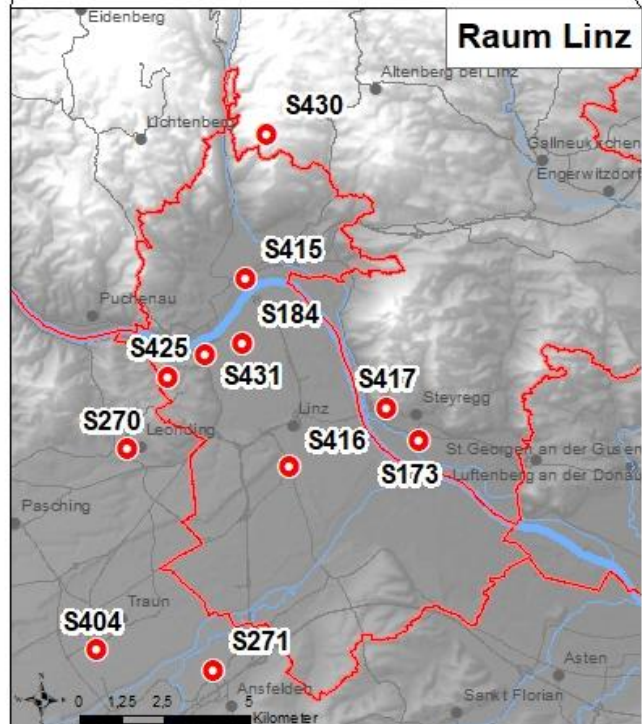 Raum Linz
Eidenberg
Altenberg bei Linz
S430
Lichtenberg
Gallneukirchen
Engerwitzdorf
S415
Puchenau
S184
S425
S431
S417
Steyregg
S270
Linz
Leonding
S416
St.Georgen an der Gusen
S173
Luftenberg an der Donau
Pasching
Traun
S404
S271
Asten
Ansfelden
Sankt Florian
N
W
0 1,25 2,5 5
Kilometer